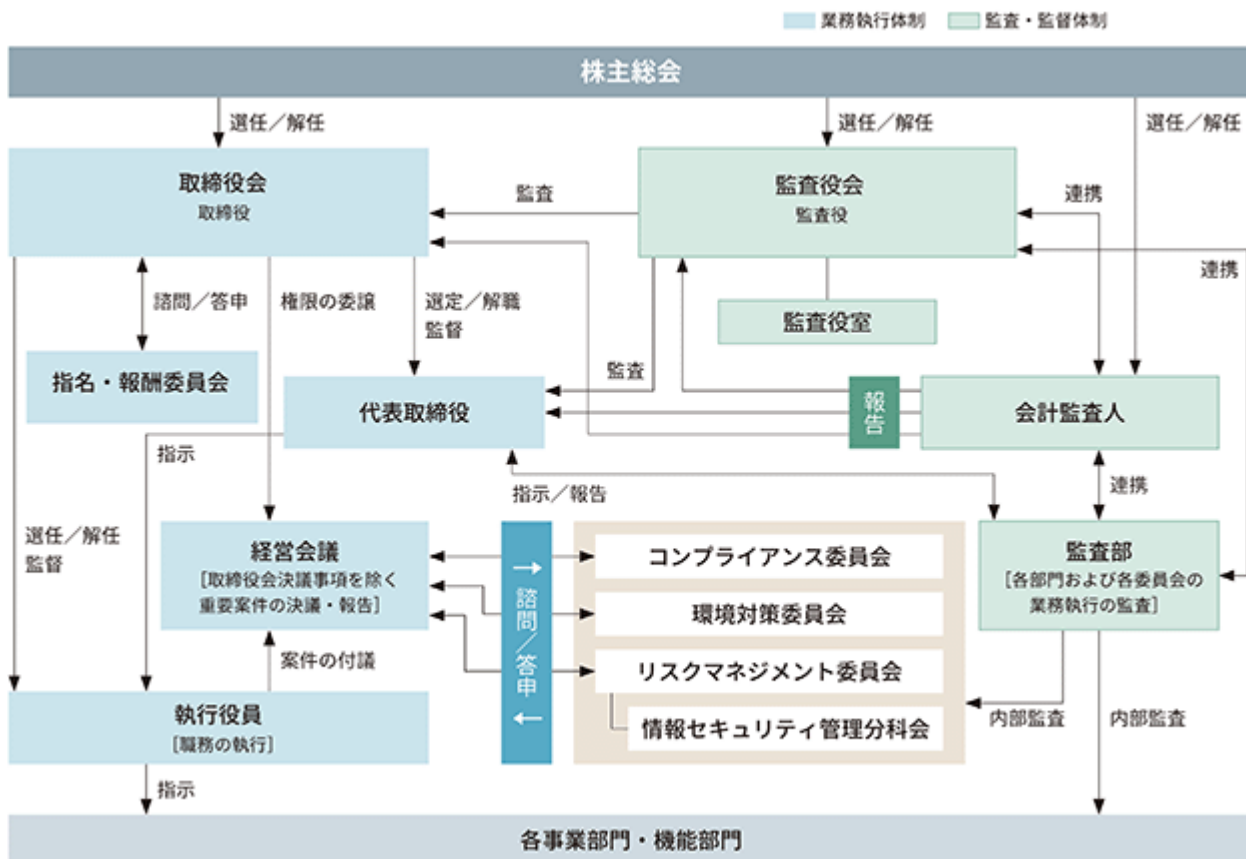 業務執行体制
監査・監督体制
株主総会
選任／解任
選任／解任
選任／解任
取締役会
取締役
監査
監査役会
監査役
連携
連携
諮問／答申
権限の委譲
選定／解職
監督
監査役室
指名・報酬委員会
監査
代表取締役
報告
会計監査人
指示
指示／報告
連携
選任／解任
監督
経営会議
［取締役会決議事項を除く
重要案件の決議・報告］
→諮問／答申←
コンプライアンス委員会
環境対策委員会
リスクマネジメント委員会
情報セキュリティ管理分科会
監査部
［各部門および各委員会の
業務執行の監査］
案件の付議
内部監査
内部監査
執行役員
［職務の執行］
指示
各事業部門・機能部門